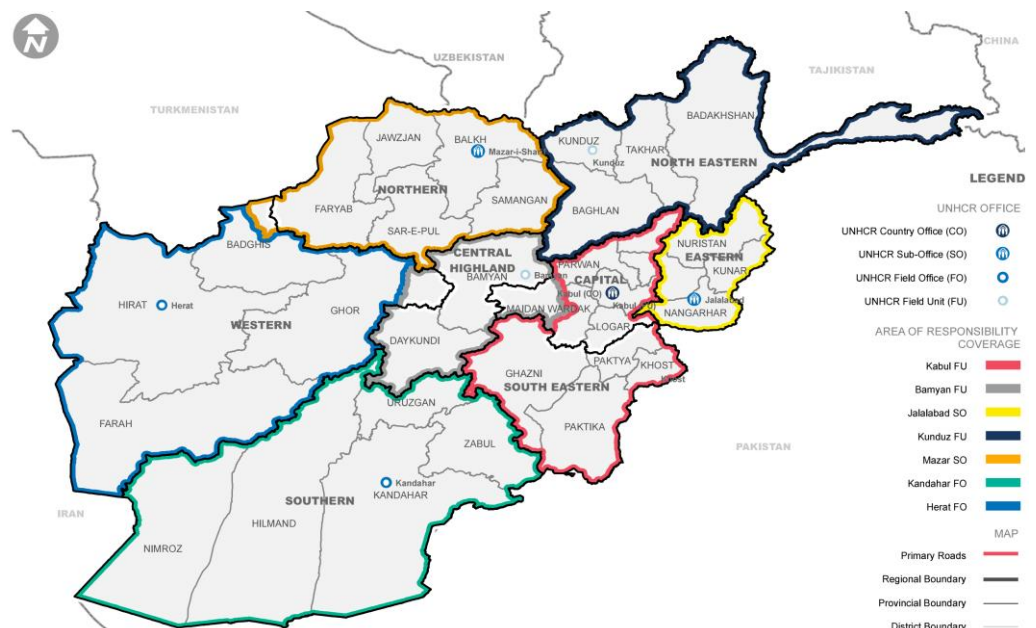 N
CHINA
UZBEKISTAN
TAJIKISTAN
TURKMENISTAN
BADAKHSHAN
JAWZJAN
BALKH
KUNDUZ
Mazar-i-Sharif
Kunduz
TAKHAR
NORTH EASTERN
NORTHERN
SAMANGAN
FARYAB
BAGHLAN
SAR-E-PUL
BADGHIS
NURISTAN
EASTERN
KUNAR
CENTRAL
HIGHLAND
BAMYAN
Bamyan
PARWAN
CAPITAL
Kabul (CO)
HIRAT
Herat
GHOR
MAIDAN WARDAK
Jalalabad
NANGARHAR
WESTERN
LOGAR
DAYKUNDI
PAKTYA
KHOST
Khost
GHAZNI
SOUTH EASTERN
FARAH
URUZGAN
PAKTIKA
ZABUL
PAKISTAN
Kandahar
KANDAHAR
SOUTHERN
IRAN
HILMAND
NIMROZ
LEGEND
UNHCR OFFICE
UNHCR Country Office (CO)
UNHCR Sub-Office (SO)
UNHCR Field Office (FO)
UNHCR Field Unit (FU)
AREA OF RESPONSIBILITY
COVERAGE
Kabul FU
Bamyan FU
Jalalabad SO
Kunduz FU
Mazar SO
Kandahar FO
Herat FO
MAP
Primary Roads
Regional Boundary
Provincial Boundary
District Boundary